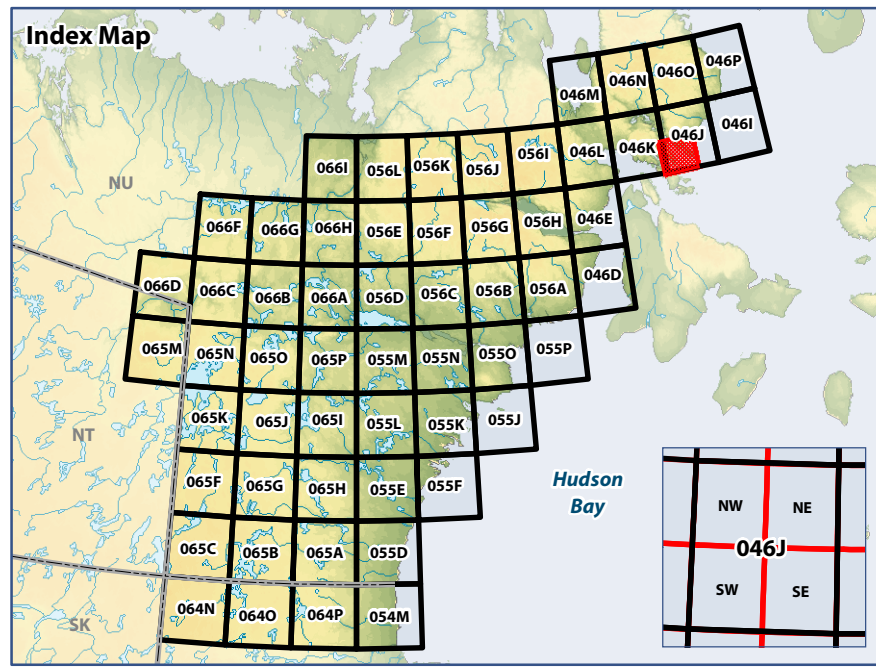 Index Map
046M 046N 046O 046P
066I 056L 056K 056J 056I 046L 046K 046J 046I
NU
066F 066G 066H 056E 056F 056G 056H 046E
066D 066C 066B 066A 056D 056C 056B 056A 046D
065M 065N 065O 065P 055M 055N 055O 055P
065K 065J 065I 055L 055K 055J
NT
065F 065G 065H 055E 055F
Hudson
Bay
065C 065B 065A 055D
064N 064O 064P 054M
SK
NW NE
046J
SW SE